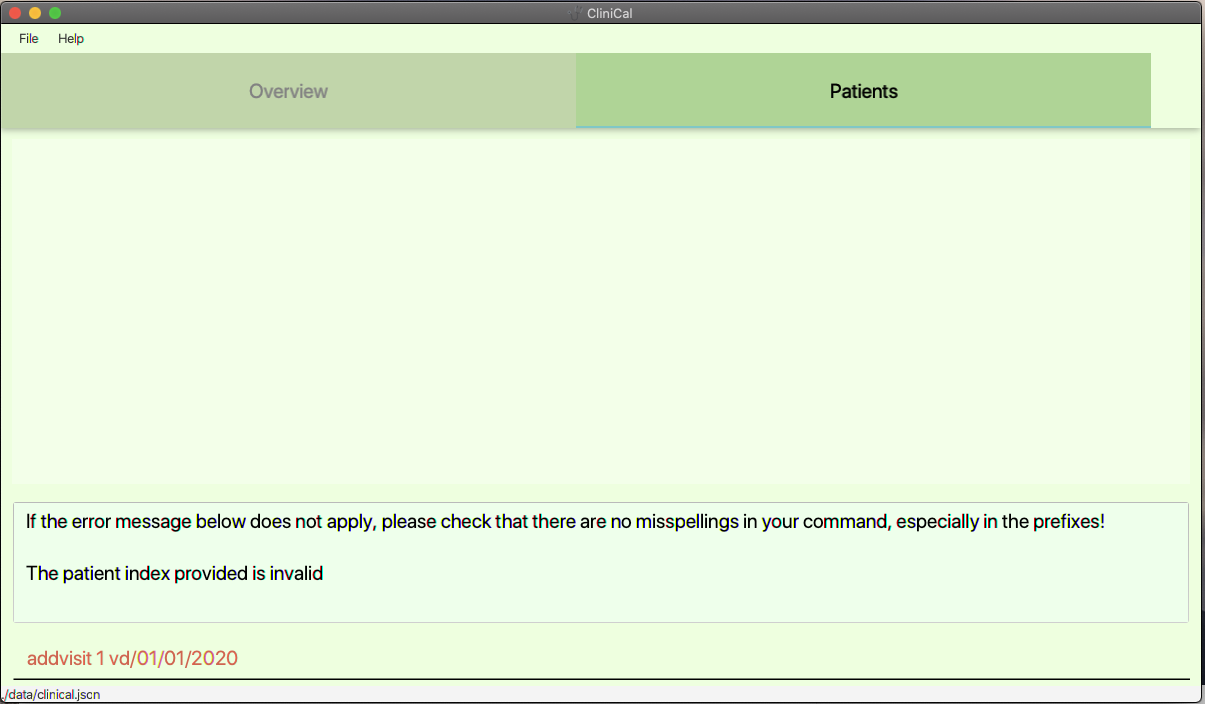 CliniCal
File Help
Overview Patients
If the error message below does not apply, please check that there are no misspellings in your command, especially in the prefixes!
The patient index provided is invalid
addvisit 1 vd/01/01/2020
./data/clinical.json